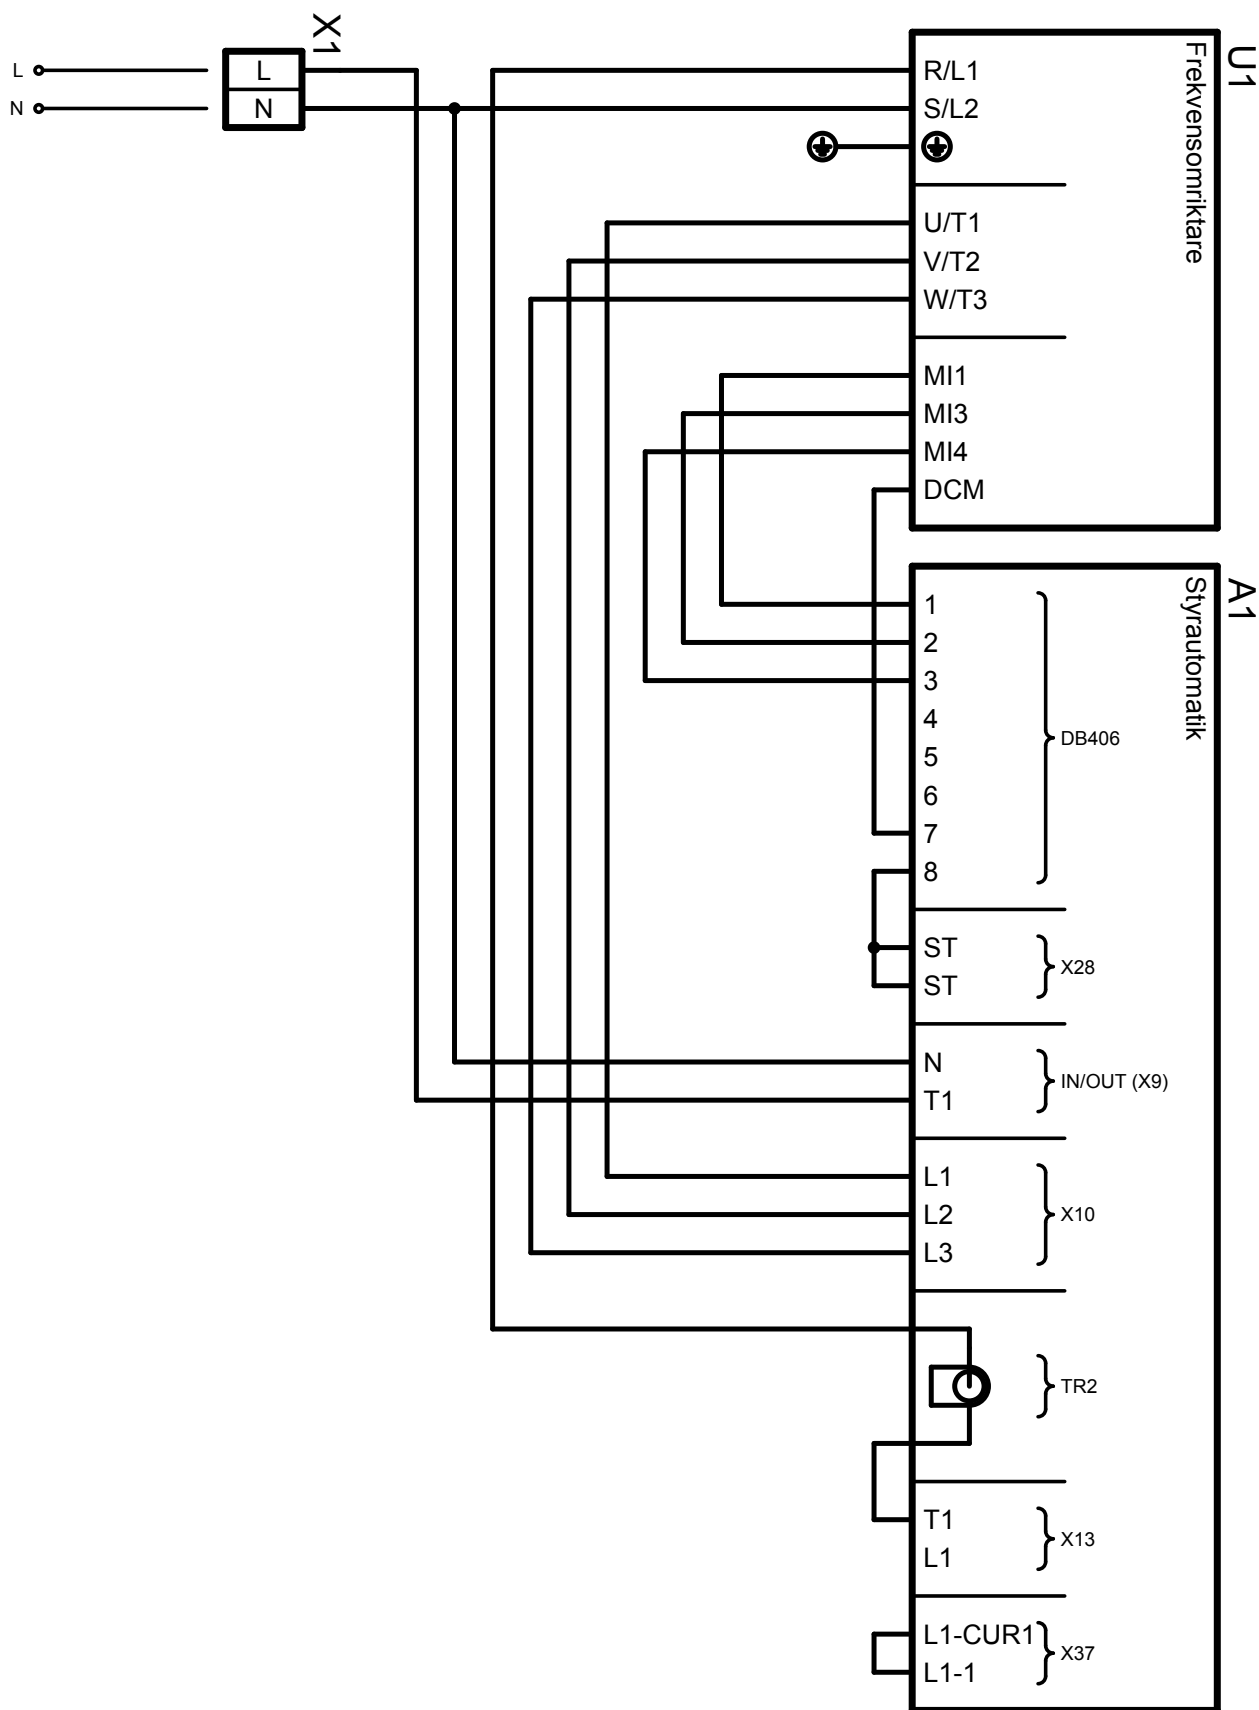 L
N
X1
L
N
U1
Frekvensomriktare
R/L1
S/L2
U/T1
V/T2
W/T3
MI1
MI3
MI4
DCM
A1
Styrautomatik
1
2
3
4
5
6
7
8
DB406
ST
ST
X28
N
T1
IN/OUT (X9)
L1
L2
L3
X10
TR2
T1
L1
X13
L1-CUR1
L1-1
X37